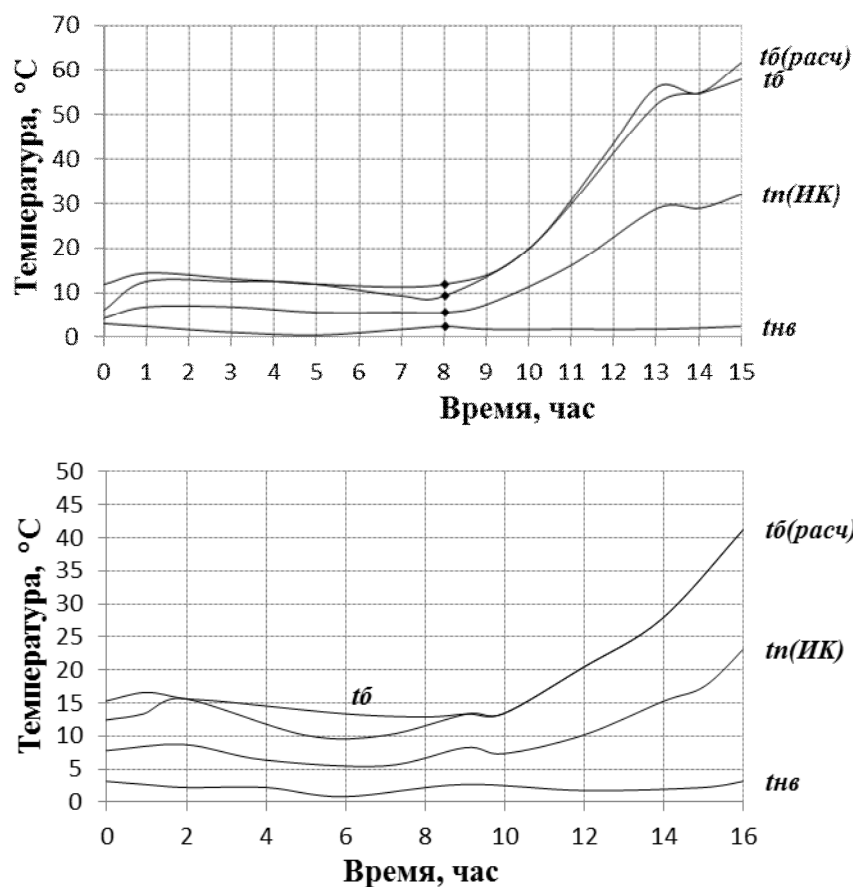 70
60
50
40
30
20
10
0
Температура, °С
0 1 2 3 4 5 6 7 8 9 10 11 12 13 14 15
Время, час
tб(расч)
tб
tп(ИК)
tнв
50
45
40
35
30
25
20
15
10
5
0
Температура, °С
0 2 4 6 8 10 12 14 16
Время, час
tб
tб(расч)
tп(ИК)
tнв